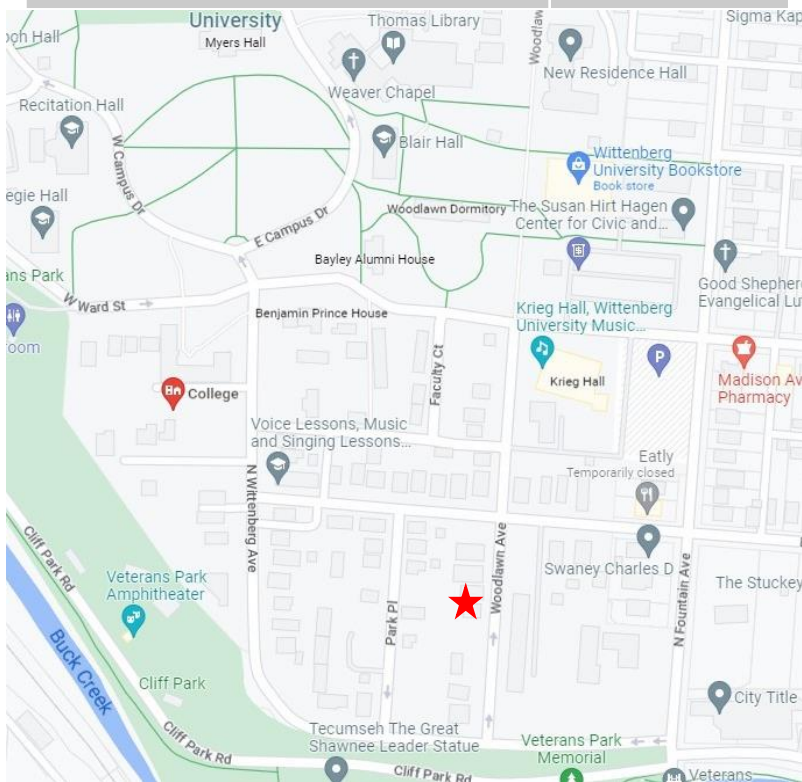 University
Myers Hall
Thomas Library
Woodlawn
Sigma Kap
och Hall
Weaver Chapel
New Residence Hall
Recitation Hall
Blair Hall
W Campus Dr
Wittenberg
University Bookstore
Book store
egie Hall
E Campus Dr
Woodlawn Dormitory
The Susan Hirt Hagen
Center for Civic and...
Bayley Alumni House
ans Park
W Ward St
Good Shepher
Evangelical Lu
Benjamin Prince House
Krieg Hall, Wittenberg
University Music...
oom
Faculty Ct
Krieg Hall
P
Madison Av
Pharmacy
College
Voice Lessons, Music
and Singing Lessons...
Eatly
Temporarily closed
N Wittenberg Ave
Cliff Park Rd
Woodlawn Ave
Swaney Charles D
N Fountain Ave
Veterans Park
Amphitheater
The Stuckey
Park Pl
Buck Creek
Cliff Park
City Title
Cliff Park Rd
Tecumseh The Great
Shawnee Leader Statue
Veterans Park
Memorial
Cliff Park Rd
Veterans